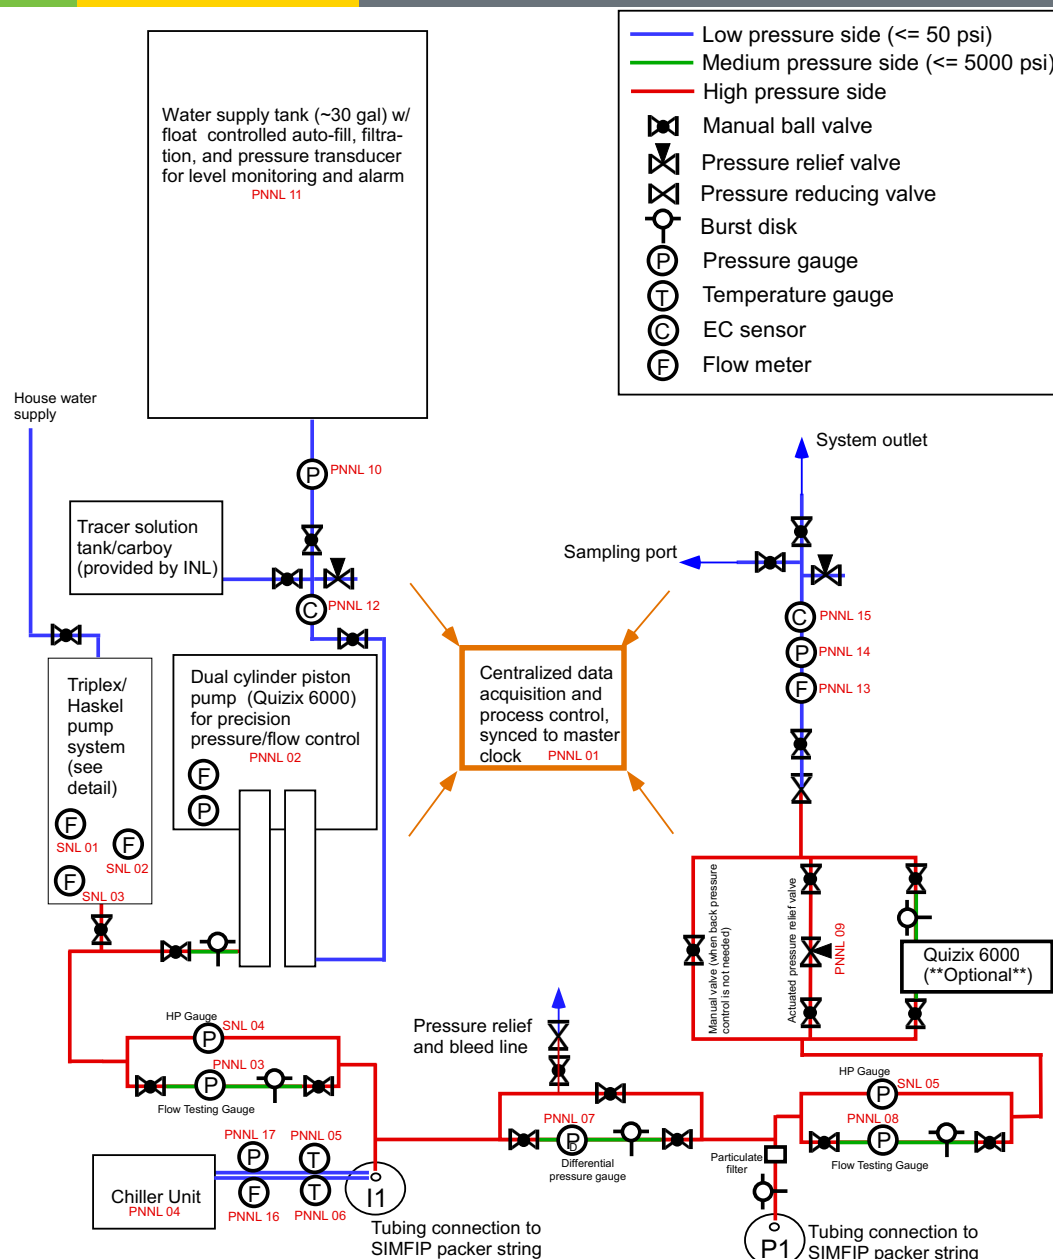 Low pressure side (<= 50 psi)
Medium pressure side (<= 5000 psi)
High pressure side
Manual ball valve
Pressure relief valve
Pressure reducing valve
Burst disk
P Pressure gauge
T Temperature gauge
C EC sensor
F Flow meter
Water supply tank (~30 gal) w/
float controlled auto-fill, filtra-
tion, and pressure transducer
for level monitoring and alarm
PNNL 11
House water
supply
P PNNL 10
Tracer solution
tank/carboy
(provided by INL)
C PNNL 12
System outlet
Sampling port
C PNNL 15
P PNNL 14
F PNNL 13
Triplex/
Haskel
pump
system
(see
detail)
F
SNL 01
F
SNL 02
F
SNL 03
Dual cylinder piston
pump (Quizix 6000)
for precision
pressure/flow control
PNNL 02
F
P
Centralized data
acquisition and
process control,
synced to master
clock PNNL 01
Manual valve (when back pressure
control is not needed)
Actuated pressure relief valve
PNNL 09
Quizix 6000
(**Optional**)
HP Gauge
SNL 04
P
PNNL 03
P
Flow Testing Gauge
Pressure relief
and bleed line
PNNL 07
P
D
Differential
pressure gauge
HP Gauge
SNL 05
P
PNNL 08
P
Flow Testing Gauge
Particulate
filter
PNNL 17
PNNL 05
P
T
Chiller Unit
PNNL 04
F
T
PNNL 16
PNNL 06
I1
Tubing connection to
SIMFIP packer string
P1
Tubing connection to
SIMFIP packer string